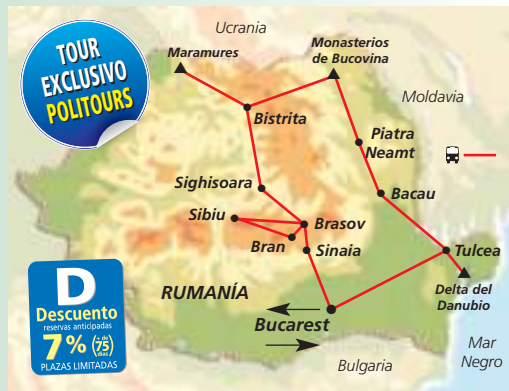 Ucrania
TOUR
EXCLUSIVO
POLITOURS
Maramures
Monasterios
de Bucovina
Moldavia
Bistrita
Piatra
Neamt
Sighisoara
Bacau
Sibiu
Brasov
Bran
Sinaia
Tulcea
RUMANÍA
Delta del
Danubio
Bucarest
Bulgaria
Mar
Negro
D
Descuento
reservas anticipadas
7% (+ de 75 días)
PLAZAS LIMITADAS